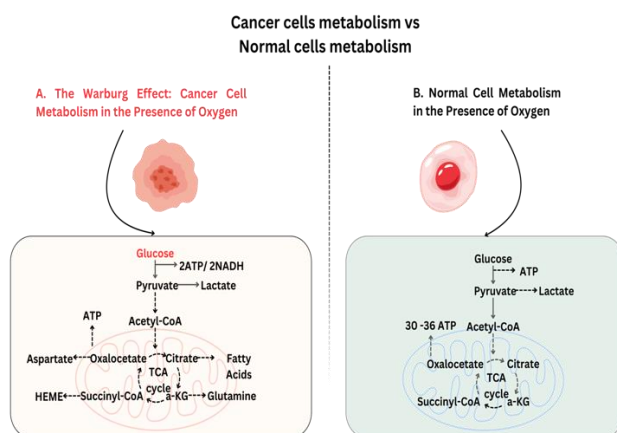 Cancer cells metabolism vs
Normal cells metabolism
A. The Warburg Effect: Cancer Cell
Metabolism in the Presence of Oxygen
B. Normal Cell Metabolism
in the Presence of Oxygen
Glucose
2ATP/ 2NADH
Pyruvate
Lactate
ATP
Acetyl-CoA
Aspartate
Oxalocetate
Citrate
Fatty
Acids
TCA
cycle
HEME
Succinyl-CoA
a-KG
Glutamine
Glucose
ATP
Pyruvate
Lactate
30 -36 ATP
Acetyl-CoA
Oxalocetate
Citrate
TCA
cycle
Succinyl-CoA
a-KG